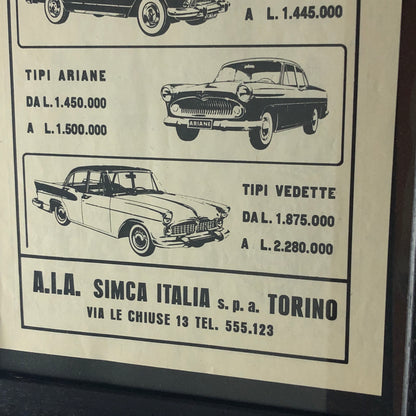 A L. 1.445.000
TIPI ARIANE
DA L. 1.450.000
A L. 1.500.000
ARIANE
TIPI VEDETTE
DA L. 1.875.000
A L. 2.280.000
A.I.A. SIMCA ITALIA s.p.a. TORINO
VIA LE CHIUSE 13 TEL. 555.123